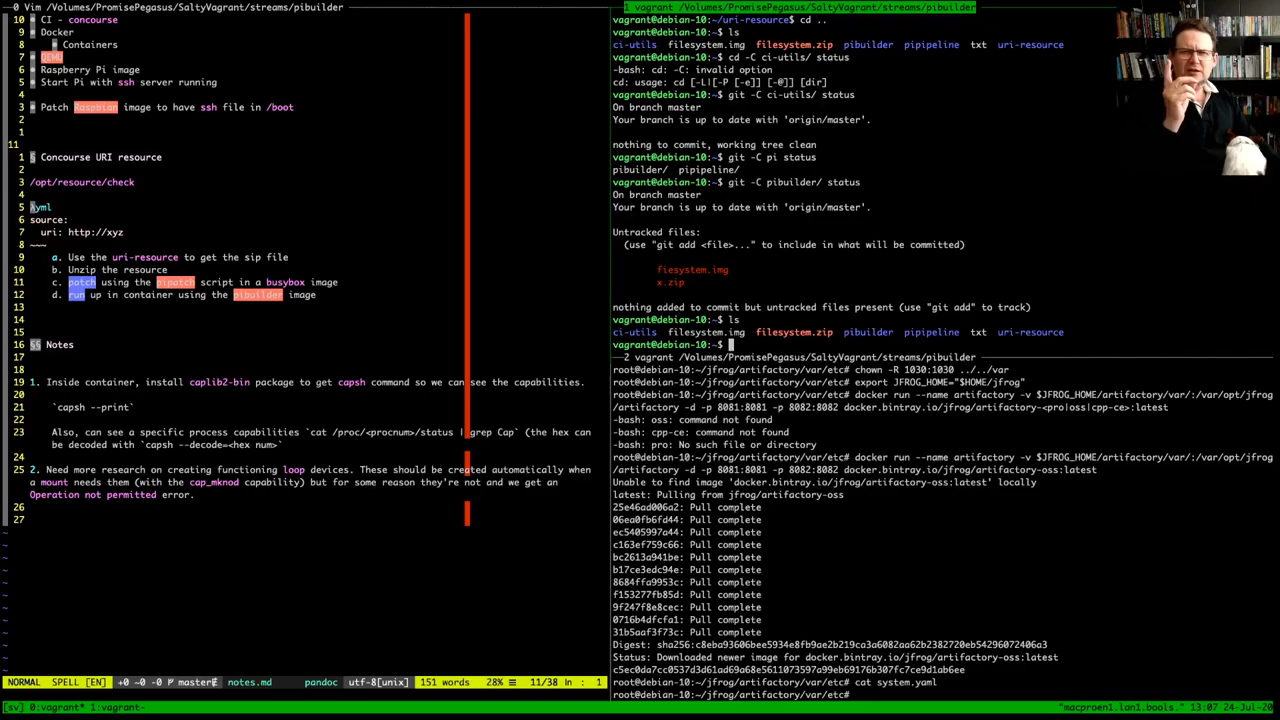 0 Vim /Volumes/PromisePegasus/SaltyVagrant/streams/pibuilder
10 CI - concourse
9 Docker
8 Containers
7 QEMU
6 Raspberry Pi image
5 Start Pi with ssh server running
4
3 Patch Raspbian image to have ssh file in /boot
2
1
11
1 § Concourse URI resource
2
3 /opt/resource/check
4
5 yml
6 source:
7 uri: http://xyz
8 ~~~
9 a. Use the uri-resource to get the sip file
10 b. Unzip the resource
11 c. patch using the pipatch script in a busybox image
12 d. run up in container using the pibuilder image
13
14
15
16 §§ Notes
17
18
19 1. Inside container, install caplib2-bin package to get capsh command so we can see the capabilities.
20
21 `capsh --print`
22
23 Also, can see a specific process capabilities `cat /proc/<procnum>/status | grep Cap` (the hex can
be decoded with `capsh --decode=<hex num>`
24
25 2. Need more research on creating functioning loop devices. These should be created automatically when
a mount needs them (with the cap_mknod capability) but for some reason they're not and we get an
Operation not permitted error.
26
27
~
~
~
~
~
~
~
~
~
~
~
~
NORMAL SPELL [EN] +0 ~0 -0 master pandoc notes.md pandoc utf-8[unix] 151 words 28% 11/38 ln : 1
1 vagrant /Volumes/PromisePegasus/SaltyVagrant/streams/pibuilder
vagrant@debian-10:~/uri-resource$ cd ..
vagrant@debian-10:~$ ls
ci-utils filesystem.img filesystem.zip pibuilder pipipeline txt uri-resource
vagrant@debian-10:~$ cd -C ci-utils/ status
-bash: cd: -C: invalid option
cd: usage: cd [-L|[-P [-e]] [-@]] [dir]
vagrant@debian-10:~$ git -C ci-utils/ status
On branch master
Your branch is up to date with 'origin/master'.
nothing to commit, working tree clean
vagrant@debian-10:~$ git -C pi status
pibuilder/ pipipeline/
vagrant@debian-10:~$ git -C pibuilder/ status
On branch master
Your branch is up to date with 'origin/master'.
Untracked files:
(use "git add <file>..." to include in what will be committed)
fiesystem.img
x.zip
nothing added to commit but untracked files present (use "git add" to track)
vagrant@debian-10:~$ ls
ci-utils filesystem.img filesystem.zip pibuilder pipipeline txt uri-resource
vagrant@debian-10:~$
2 vagrant /Volumes/PromisePegasus/SaltyVagrant/streams/pibuilder
root@debian-10:~/jfrog/artifactory/var/etc# chown -R 1030:1030 ../../var
root@debian-10:~/jfrog/artifactory/var/etc# export JFROG_HOME="$HOME/jfrog"
root@debian-10:~/jfrog/artifactory/var/etc# docker run --name artifactory -v $JFROG_HOME/artifactory/var/:/var/opt/jfrog
/artifactory -d -p 8081:8081 -p 8082:8082 docker.bintray.io/jfrog/artifactory-<pro|oss|cpp-ce>:latest
-bash: oss: command not found
-bash: cpp-ce: command not found
-bash: pro: No such file or directory
root@debian-10:~/jfrog/artifactory/var/etc# docker run --name artifactory -v $JFROG_HOME/artifactory/var/:/var/opt/jfrog
/artifactory -d -p 8081:8081 -p 8082:8082 docker.bintray.io/jfrog/artifactory-oss:latest
Unable to find image 'docker.bintray.io/jfrog/artifactory-oss:latest' locally
latest: Pulling from jfrog/artifactory-oss
25e46ad006a2: Pull complete
06ea0fb6fd44: Pull complete
ec5405997a44: Pull complete
c163ef759c66: Pull complete
bc2613a941be: Pull complete
b17ce3edc94e: Pull complete
8684ffa9953c: Pull complete
f153277fb85d: Pull complete
9f247f8e8cec: Pull complete
0716b4dfcfa1: Pull complete
31b5aaf3f73c: Pull complete
Digest: sha256:c8eba93606bee5934e8fb9ae2b219ca3a6082aa62b2382720eb54296072406a3
Status: Downloaded newer image for docker.bintray.io/jfrog/artifactory-oss:latest
c5ec0da7cc0537d3d61ad69a68e5611073597a99eb69176b307fc7ce9d1ab6ee
root@debian-10:~/jfrog/artifactory/var/etc# cat system.yaml
root@debian-10:~/jfrog/artifactory/var/etc#
[sv] 0:vagrant* 1:vagrant- "macproen1.lan1.bools." 13:07 24-Jul-20